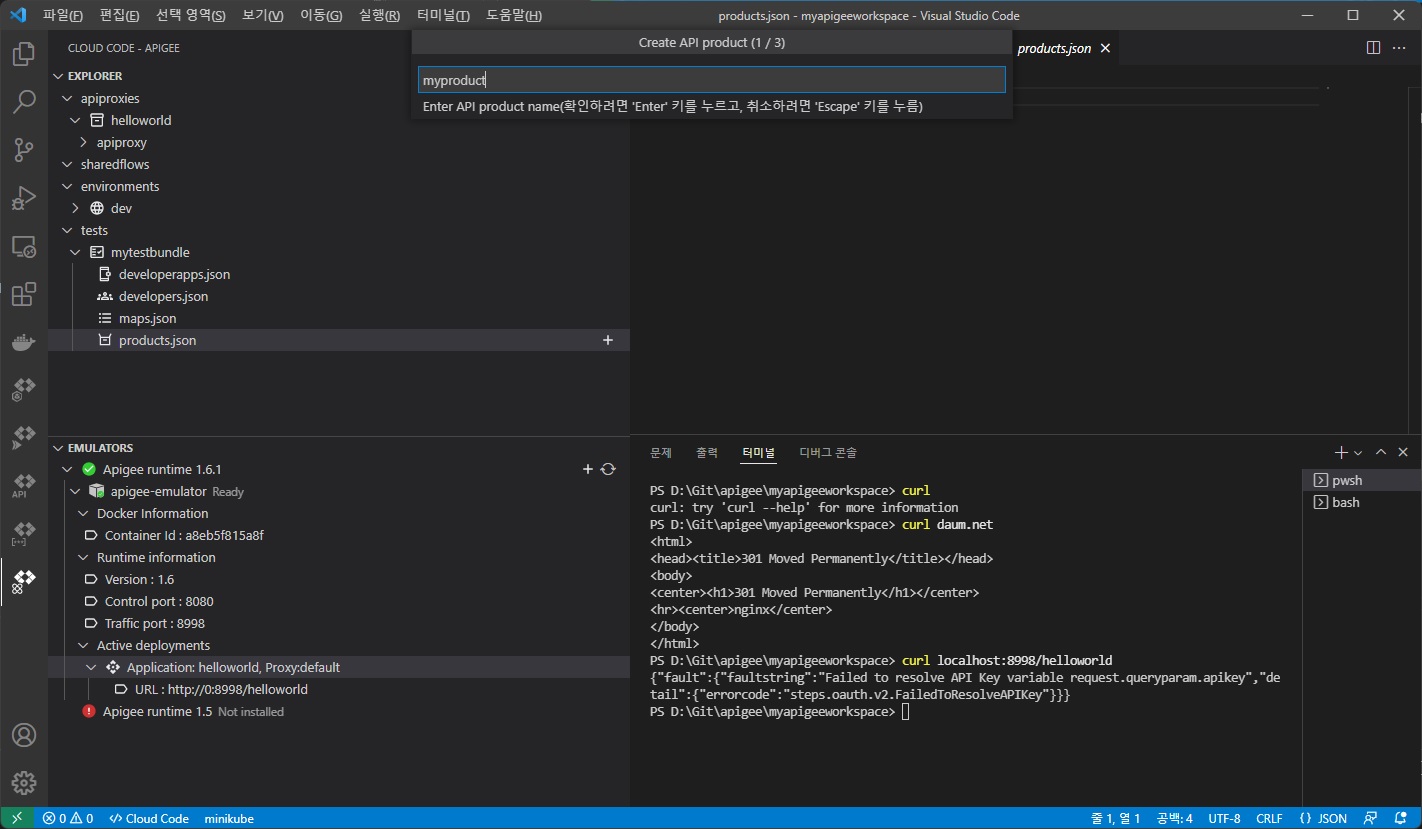 파일(F) 편집(E) 선택 영역(S) 보기(V) 이동(G) 실행(R) 터미널(T) 도움말(H) products.json - myapigeeworkspace - Visual Studio Code
CLOUD CODE - APIGEE
Create API product (1 / 3)
products.json
myproduct
Enter API product name(확인하려면 'Enter' 키를 누르고, 취소하려면 'Escape' 키를 누름)
EXPLORER
apiproxies
helloworld
apiproxy
sharedflows
environments
dev
tests
mytestbundle
developerapps.json
developers.json
maps.json
products.json
EMULATORS
Apigee runtime 1.6.1
apigee-emulator Ready
Docker Information
Container Id : a8eb5f815a8f
Runtime information
Version : 1.6
Control port : 8080
Traffic port : 8998
Active deployments
Application: helloworld, Proxy:default
URL : http://0:8998/helloworld
Apigee runtime 1.5 Not installed
문제 출력 터미널 디버그 콘솔
PS D:\Git\apigee\myapigeeworkspace> curl
curl: try 'curl --help' for more information
PS D:\Git\apigee\myapigeeworkspace> curl daum.net
<html>
<head><title>301 Moved Permanently</title></head>
<body>
<center><h1>301 Moved Permanently</h1></center>
<hr><center>nginx</center>
</body>
</html>
PS D:\Git\apigee\myapigeeworkspace> curl localhost:8998/helloworld
{"fault":{"faultstring":"Failed to resolve API Key variable request.queryparam.apikey","de
tail":{"errorcode":"steps.oauth.v2.FailedToResolveAPIKey"}}}
PS D:\Git\apigee\myapigeeworkspace>
pwsh
bash
API
0 0 Cloud Code minikube 줄 1, 열 1 공백: 4 UTF-8 CRLF {} JSON